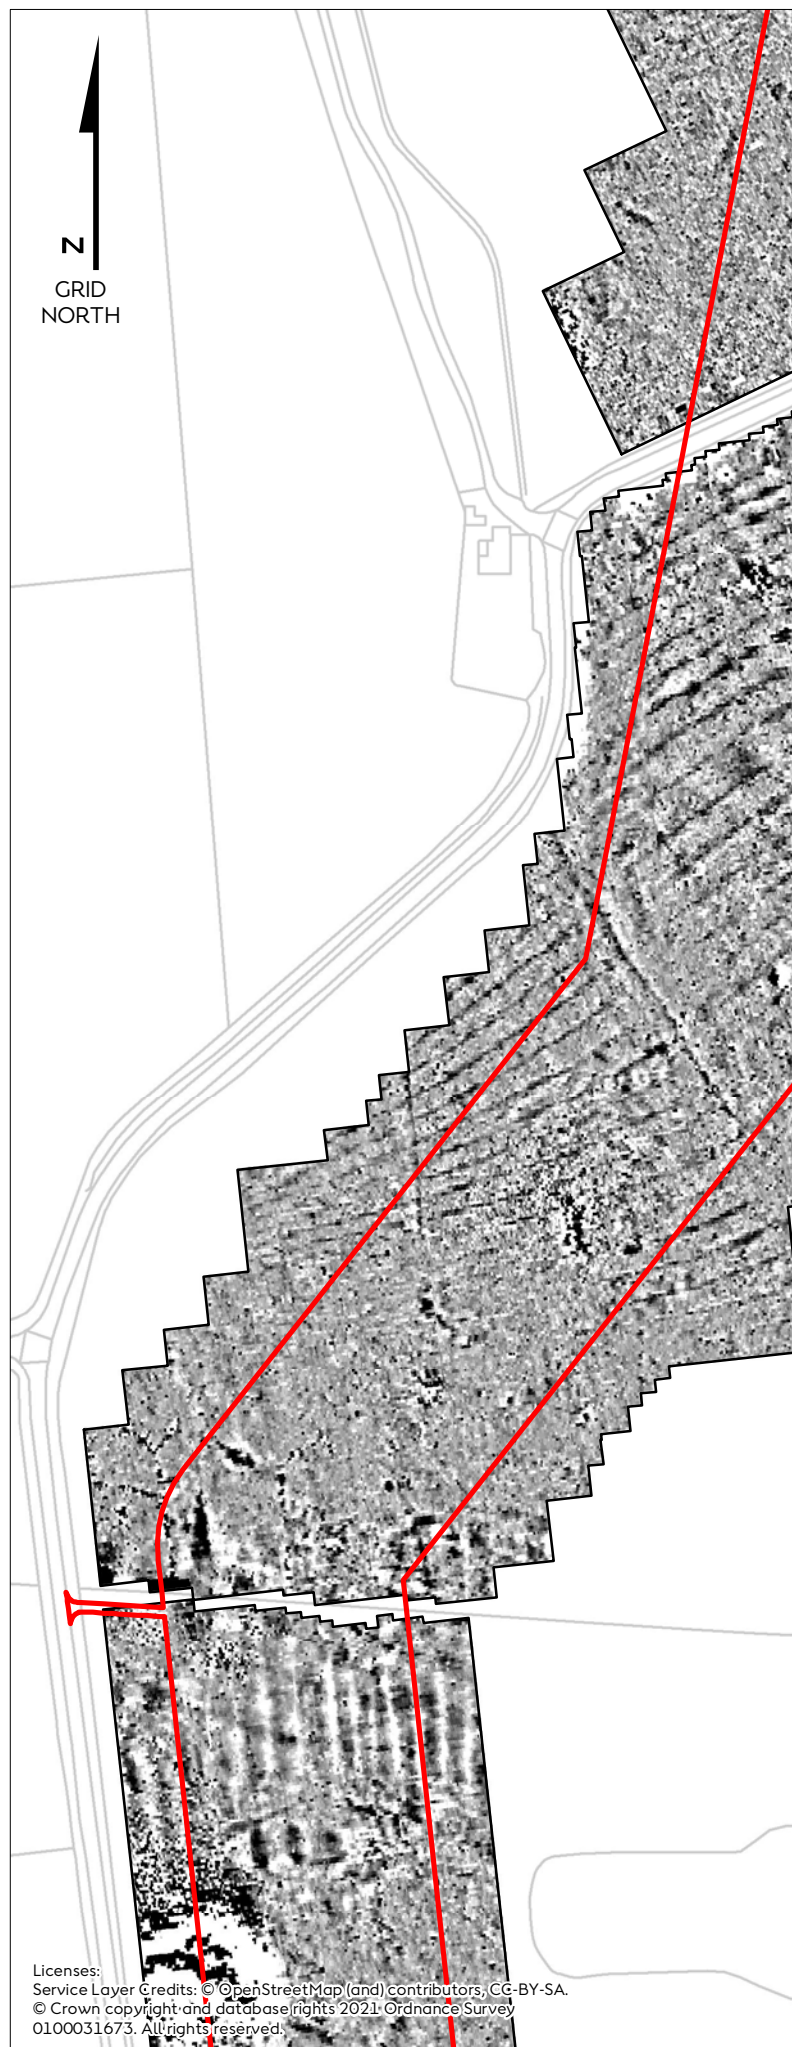 N
GRID
NORTH
Licenses:
Service Layer Credits: © OpenStreetMap (and) contributors, CC-BY-SA.
© Crown copyright and database rights 2021 Ordnance Survey
0100031673. All rights reserved.